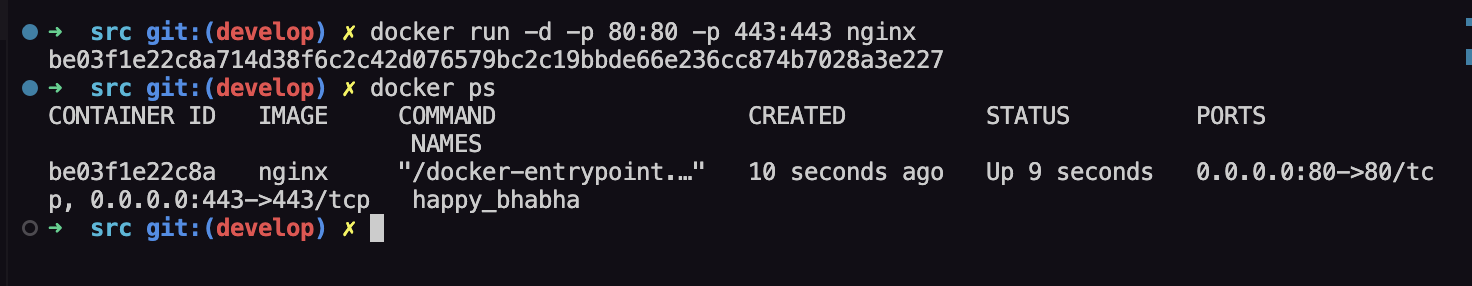 ➜ src git:(develop) ✗ docker run -d -p 80:80 -p 443:443 nginx
be03f1e22c8a714d38f6c2c42d076579bc2c19bbde66e236cc874b7028a3e227
➜ src git:(develop) ✗ docker ps
CONTAINER ID   IMAGE     COMMAND                  CREATED          STATUS         PORTS
                          NAMES
be03f1e22c8a   nginx     "/docker-entrypoint.…"   10 seconds ago   Up 9 seconds   0.0.0.0:80->80/tc
p, 0.0.0.0:443->443/tcp   happy_bhabha
➜ src git:(develop) ✗